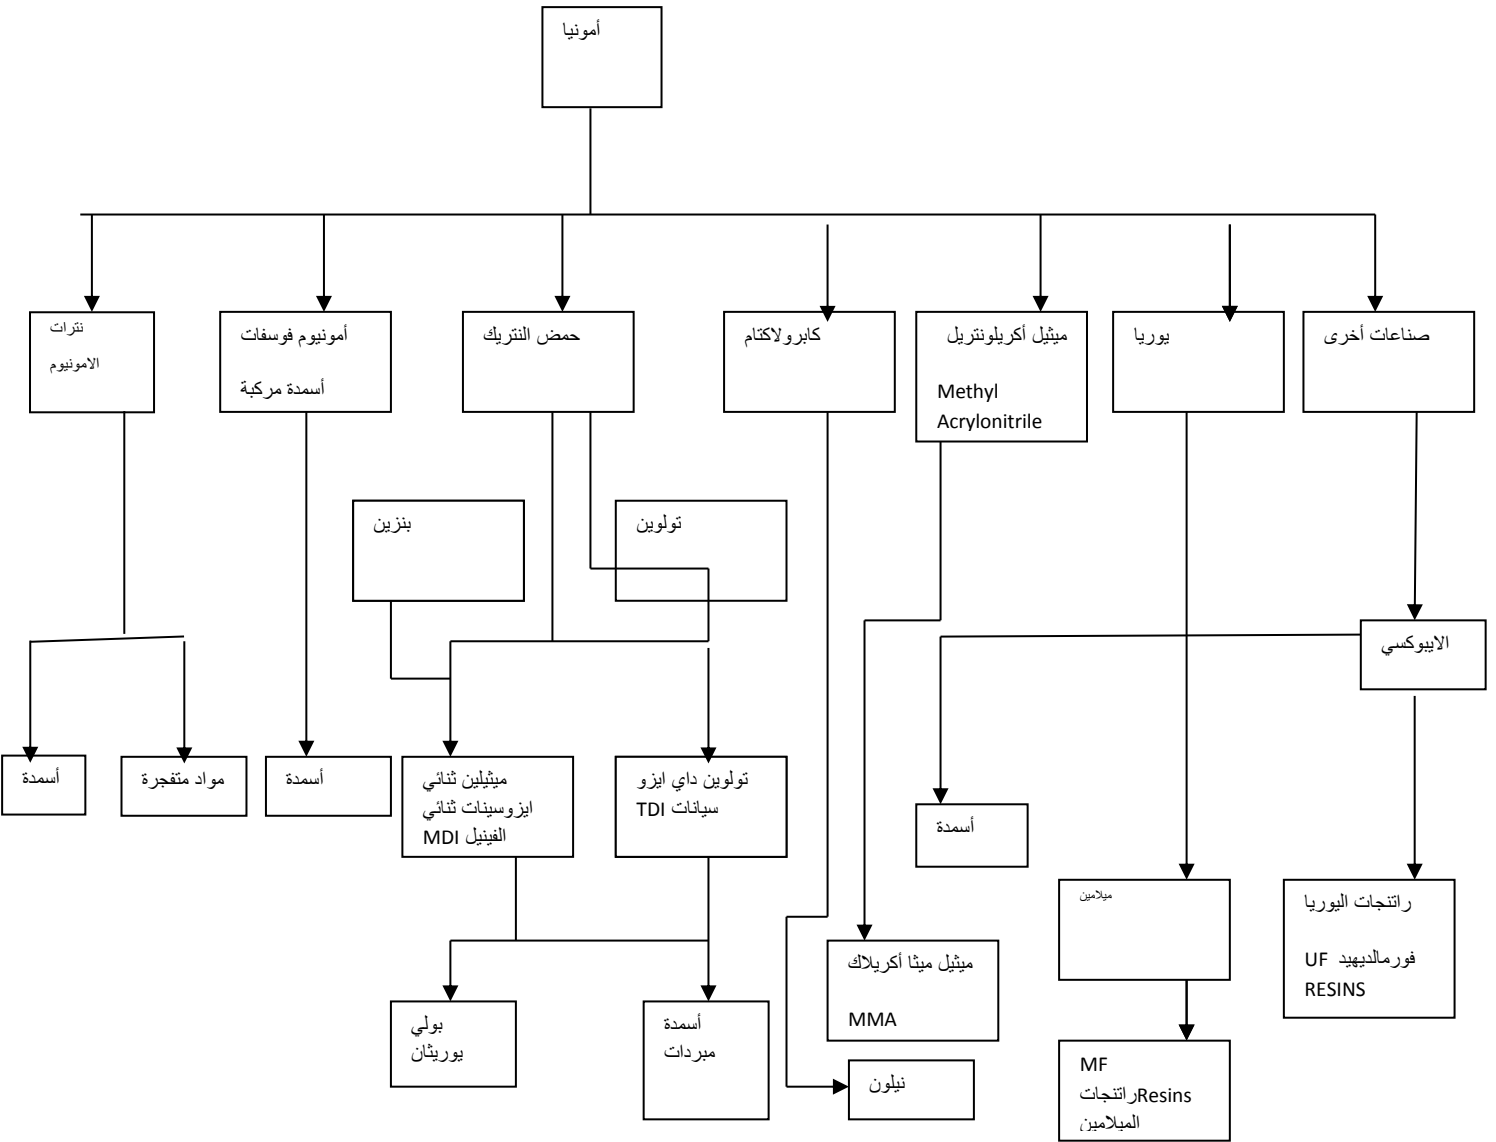 أمونيا
نترات
الامونيوم
أمونيوم فوسفات
أسمدة مركبة
حمض النتريك
كابرولاكتام
ميثيل أكريلونتريل
Methyl
Acrylonitrile
يوريا
صناعات أخرى
بنزين
تولوين
الايبوكسي
أسمدة
مواد متفجرة
أسمدة
ميثيلين ثنائي
ايزوسينات ثنائي
الفينيل MDI
تولوين داي ايزو
سيانات TDI
أسمدة
ميلامين
راتنجات اليوريا
فورمالديهيد UF
RESINS
ميثيل ميثا أكريلاك
MMA
بولي
يوريثان
أسمدة
مبردات
نيلون
MF
Resinsراتنجات
الميلامين